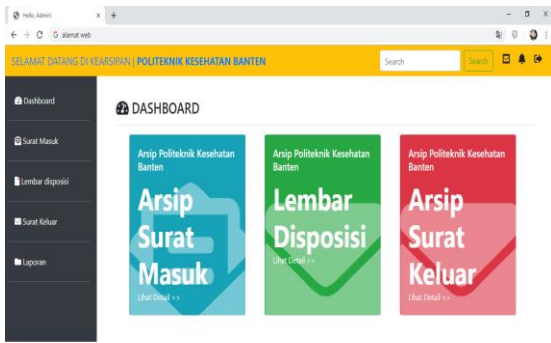 Hello, Admin!
alamat web
SELAMAT DATANG DI KEARSIPAN | POLITEKNIK KESEHATAN BANTEN
Search
Search
Dashboard
Surat Masuk
Lembar disposisi
Surat Keluar
Laporan
DASHBOARD
Arsip Politeknik Kesehatan
Banten
Arsip
Surat
Masuk
Lihat Detail >>
Arsip Politeknik Kesehatan
Banten
Lembar
Disposisi
Lihat Detail >>
Arsip Politeknik Kesehatan
Banten
Arsip
Surat
Keluar
Lihat Detail >>